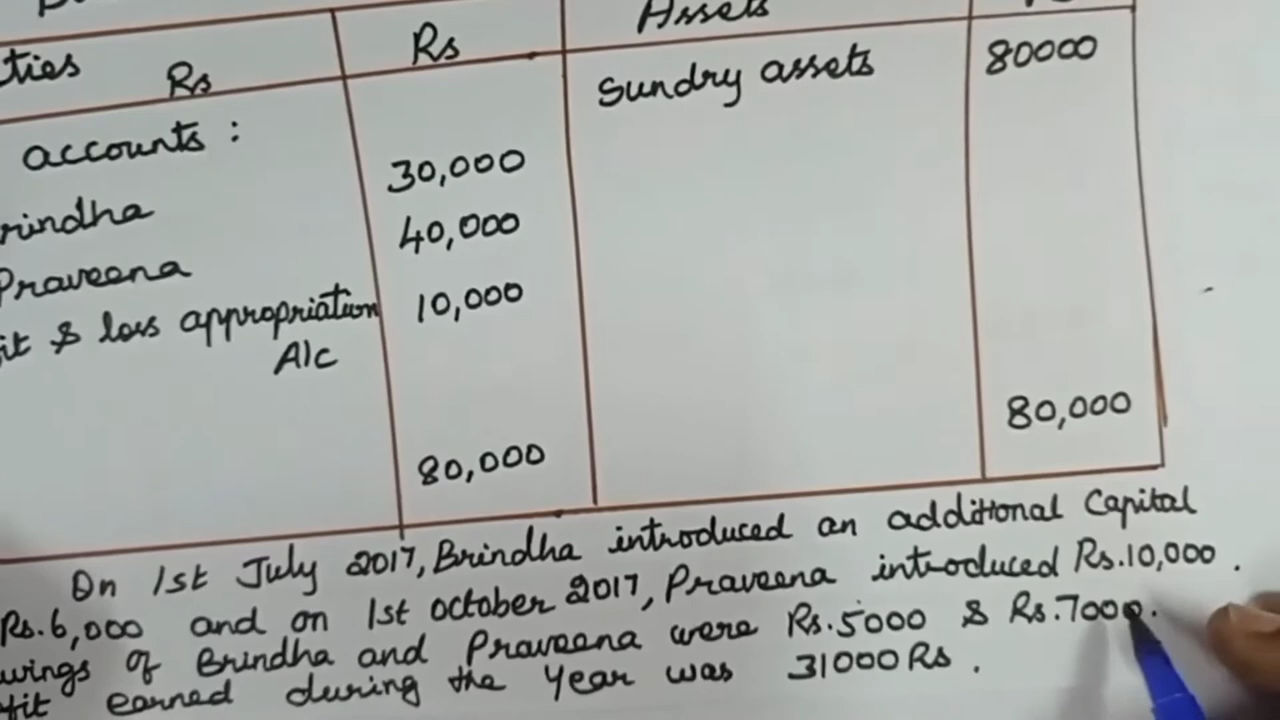 ties Rs Rs Assets
Sundry assets 80000
accounts :
rindha 30,000
Praveena 40,000
it & loss appropriation 10,000
A/c
80,000 80,000
On 1st July 2017, Brindha introduced an additional Capital
Rs.6,000 and on 1st october 2017, Praveena introduced Rs.10,000.
wings of Brindha and Praveena were Rs.5000 & Rs.7000.
fit earned during the year was 31000 Rs.